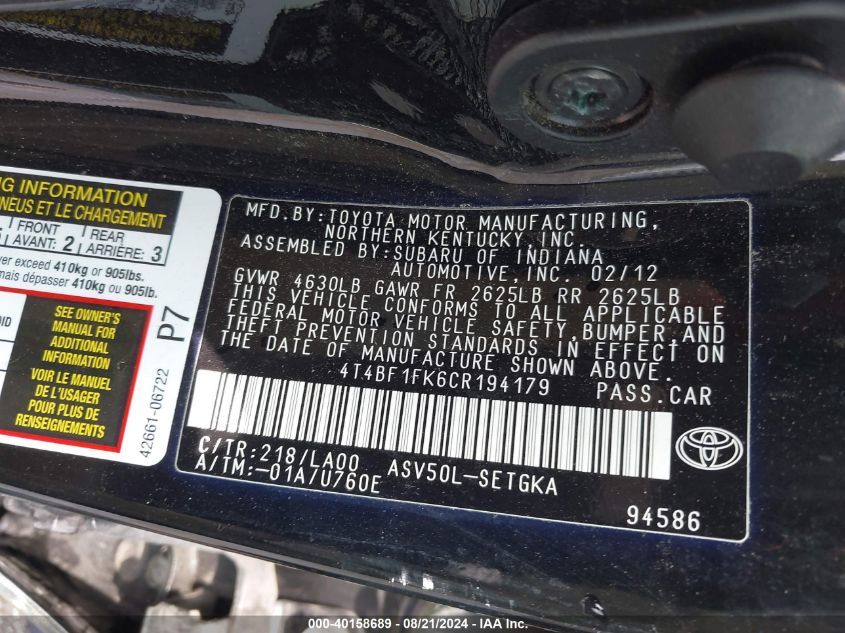 NG INFORMATION
PNEUS ET LE CHARGEMENT
FRONT
AVANT: 2
REAR
ARRIÈRE: 3
ver exceed 410kg or 905lbs.
mais dépasser 410kg ou 905lb.
SEE OWNER'S
MANUAL FOR
ADDITIONAL
INFORMATION
VOIR LE MANUEL
DE L'USAGER
POUR PLUS DE
RENSEIGNEMENTS
P7
42661-06722
MFD.BY:TOYOTA MOTOR MANUFACTURING,
NORTHERN KENTUCKY,INC.
ASSEMBLED BY:SUBARU OF INDIANA
AUTOMOTIVE,INC. 02/12
GVWR 4630LB GAWR FR 2625LB RR 2625LB
THIS VEHICLE CONFORMS TO ALL APPLICABLE
FEDERAL MOTOR VEHICLE SAFETY,BUMPER,AND
THEFT PREVENTION STANDARDS IN EFFECT ON
THE DATE OF MANUFACTURE SHOWN ABOVE.
4T4BF1FK6CR194179 PASS.CAR
C/TR:218/LA00 ASV50L-SETGKA
A/TM:-01A/U760E
94586
000-40158689 - 08/21/2024 - IAAI.COM